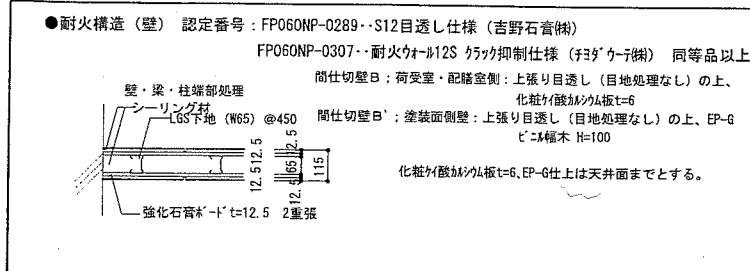 ●耐火構造（壁） 認定番号：FP060NP-0289‥S12目透し仕様（吉野石膏㈱）
FP060NP-0307‥耐火ウォール12S クラック抑制仕様（チヨダウーテ㈱） 同等品以上
間仕切壁B；荷受室・配膳室側：上張り目透し（目地処理なし）の上、
化粧ケイ酸カルシウム板t=6
間仕切壁B'；塗装面側壁：上張り目透し（目地処理なし）の上、EP-G
ビニル幅木 H=100
化粧ケイ酸カルシウム板t=6、EP-G仕上は天井面までとする。
壁・梁・柱端部処理
シーリング材
LGS下地（W65）@450
12.5
12.5
65
115
12.5
12.5
強化石膏ボードt=12.5 2重張